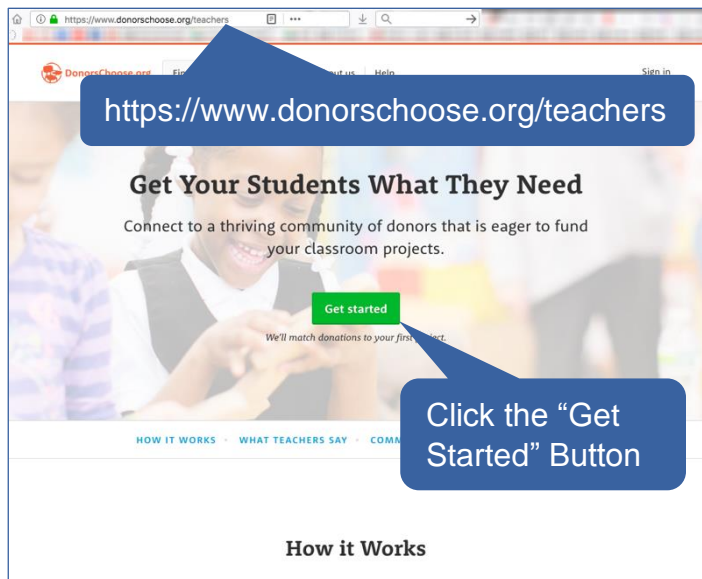 https://www.donorschoose.org/teachers
DonorsChoose.org
Help
Sign in
https://www.donorschoose.org/teachers
Get Your Students What They Need
Connect to a thriving community of donors that is eager to fund
your classroom projects.
Get started
We'll match donations to your first
Click the “Get
Started” Button
HOW IT WORKS · WHAT TEACHERS SAY ·
How it Works